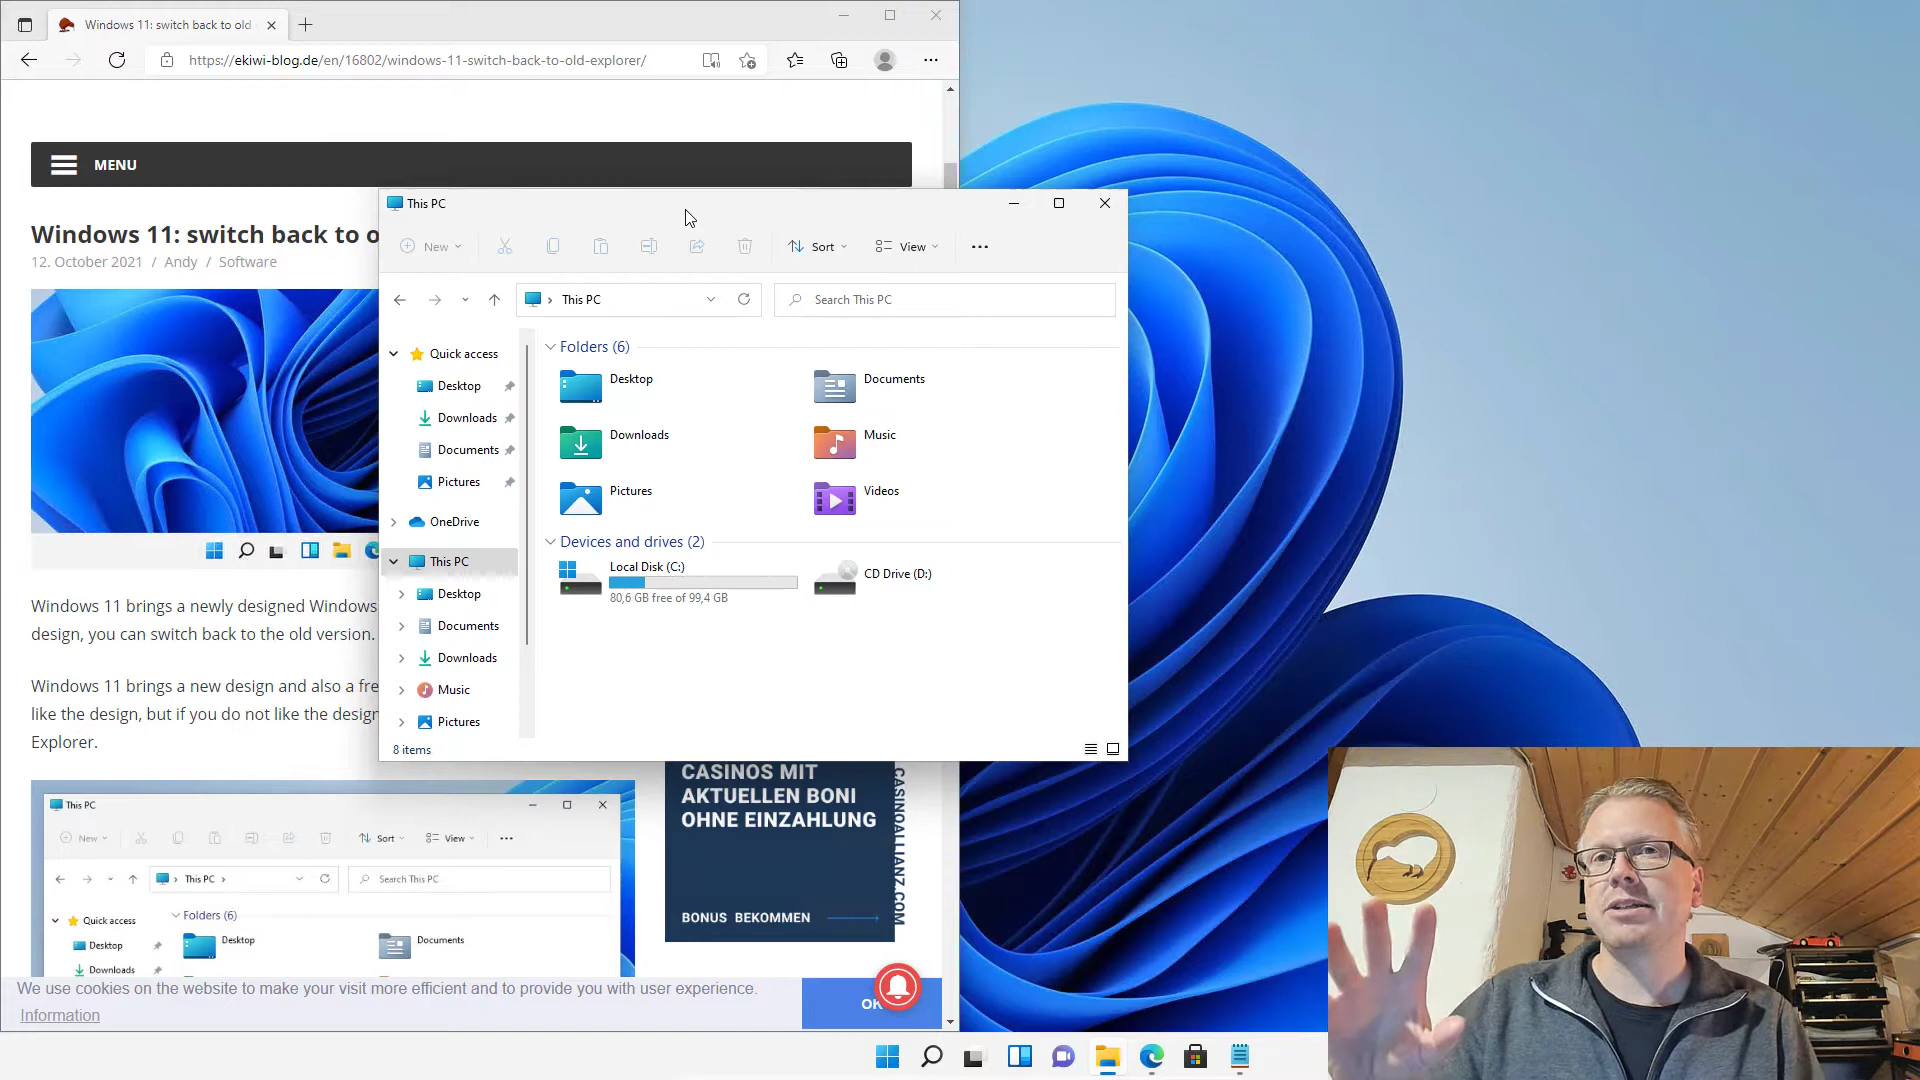 Windows 11: switch back to old
https://ekiwi-blog.de/en/16802/windows-11-switch-back-to-old-explorer/
MENU
Windows 11: switch back to o
12. October 2021 / Andy / Software
Windows 11 brings a newly designed Windows
design, you can switch back to the old version.
Windows 11 brings a new design and also a fre
like the design, but if you do not like the design
Explorer.
This PC
New
Sort
View
This PC
Search This PC
Quick access
Desktop
Downloads
Documents
Pictures
OneDrive
This PC
Desktop
Documents
Downloads
Music
Pictures
Folders (6)
Desktop
Documents
Downloads
Music
Pictures
Videos
Devices and drives (2)
Local Disk (C:)
80,6 GB free of 99,4 GB
CD Drive (D:)
8 items
This PC
New
Sort
View
This PC
Search This PC
Quick access
Desktop
Downloads
Folders (6)
Desktop
Documents
CASINOS MIT
AKTUELLEN BONI
OHNE EINZAHLUNG
BONUS BEKOMMEN
CASINOALLIANZ.COM
We use cookies on the website to make your visit more efficient and to provide you with user experience.
Information
OK